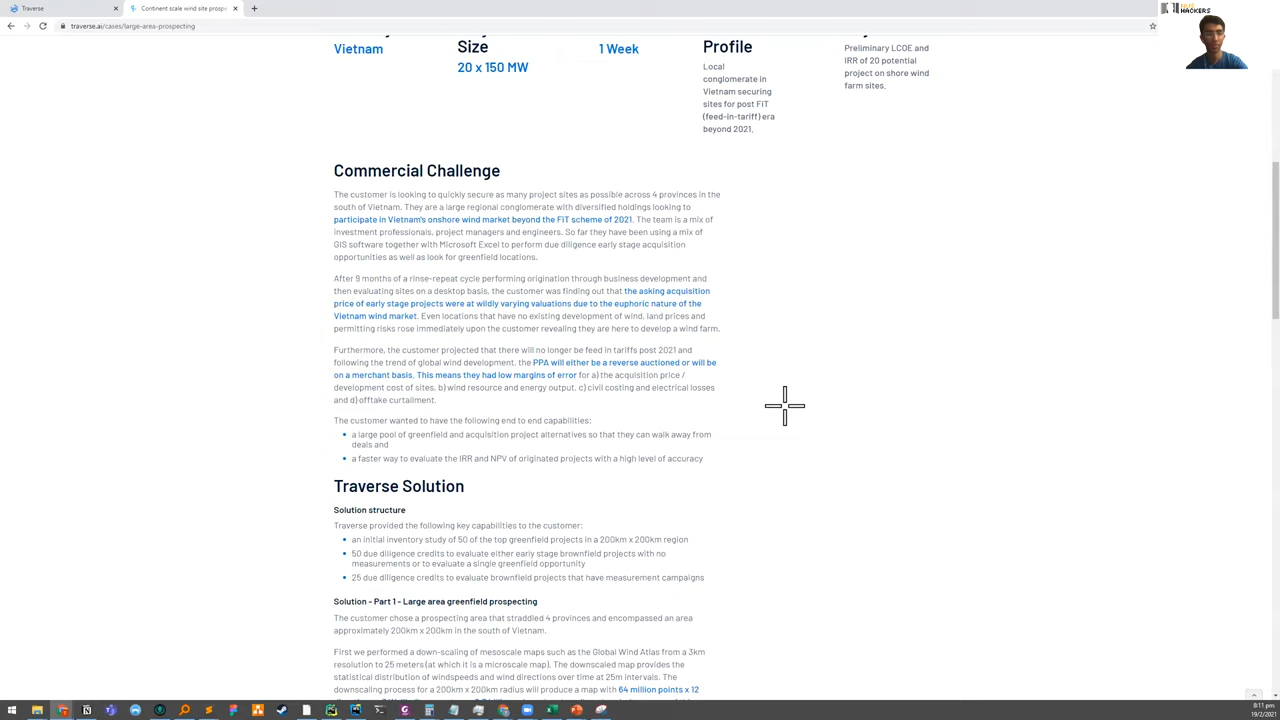 Traverse
Continent scale wind site prosp
traverse.ai/cases/large-area-prospecting
HACKERS
Vietnam
Size
20 x 150 MW
1 Week
Profile
Local
conglomerate in
Vietnam securing
sites for post FiT
(feed-in-tariff) era
beyond 2021.
Preliminary LCOE and
IRR of 20 potential
project on shore wind
farm sites.
Commercial Challenge
The customer is looking to quickly secure as many project sites as possible across 4 provinces in the
south of Vietnam. They are a large regional conglomerate with diversified holdings looking to
participate in Vietnam's onshore wind market beyond the FiT scheme of 2021. The team is a mix of
investment professionals, project managers and engineers. So far they have been using a mix of
GIS software together with Microsoft Excel to perform due diligence early stage acquisition
opportunities as well as look for greenfield locations.
After 9 months of a rinse-repeat cycle performing origination through business development and
then evaluating sites on a desktop basis, the customer was finding out that the asking acquisition
price of early stage projects were at wildly varying valuations due to the euphoric nature of the
Vietnam wind market. Even locations that have no existing development of wind, land prices and
permitting risks rose immediately upon the customer revealing they are here to develop a wind farm.
Furthermore, the customer projected that there will no longer be feed in tariffs post 2021 and
following the trend of global wind development, the PPA will either be a reverse auctioned or will be
on a merchant basis. This means they had low margins of error for a) the acquisition price /
development cost of sites, b) wind resource and energy output, c) civil costing and electrical losses
and d) offtake curtailment.
The customer wanted to have the following end to end capabilities:
• a large pool of greenfield and acquisition project alternatives so that they can walk away from
deals and
• a faster way to evaluate the IRR and NPV of originated projects with a high level of accuracy
Traverse Solution
Solution structure
Traverse provided the following key capabilities to the customer:
• an initial inventory study of 50 of the top greenfield projects in a 200km x 200km region
• 50 due diligence credits to evaluate either early stage brownfield projects with no
measurements or to evaluate a single greenfield opportunity
• 25 due diligence credits to evaluate brownfield projects that have measurement campaigns
Solution - Part 1 - Large area greenfield prospecting
The customer chose a prospecting area that straddled 4 provinces and encompassed an area
approximately 200km x 200km in the south of Vietnam.
First we performed a down-scaling of mesoscale maps such as the Global Wind Atlas from a 3km
resolution to 25 meters (at which it is a microscale map). The downscaled map provides the
statistical distribution of windspeeds and wind directions over time at 25m intervals. The
downscaling process for a 200km x 200km radius will produce a map with 64 million points x 12
8:11 pm
19/2/2021